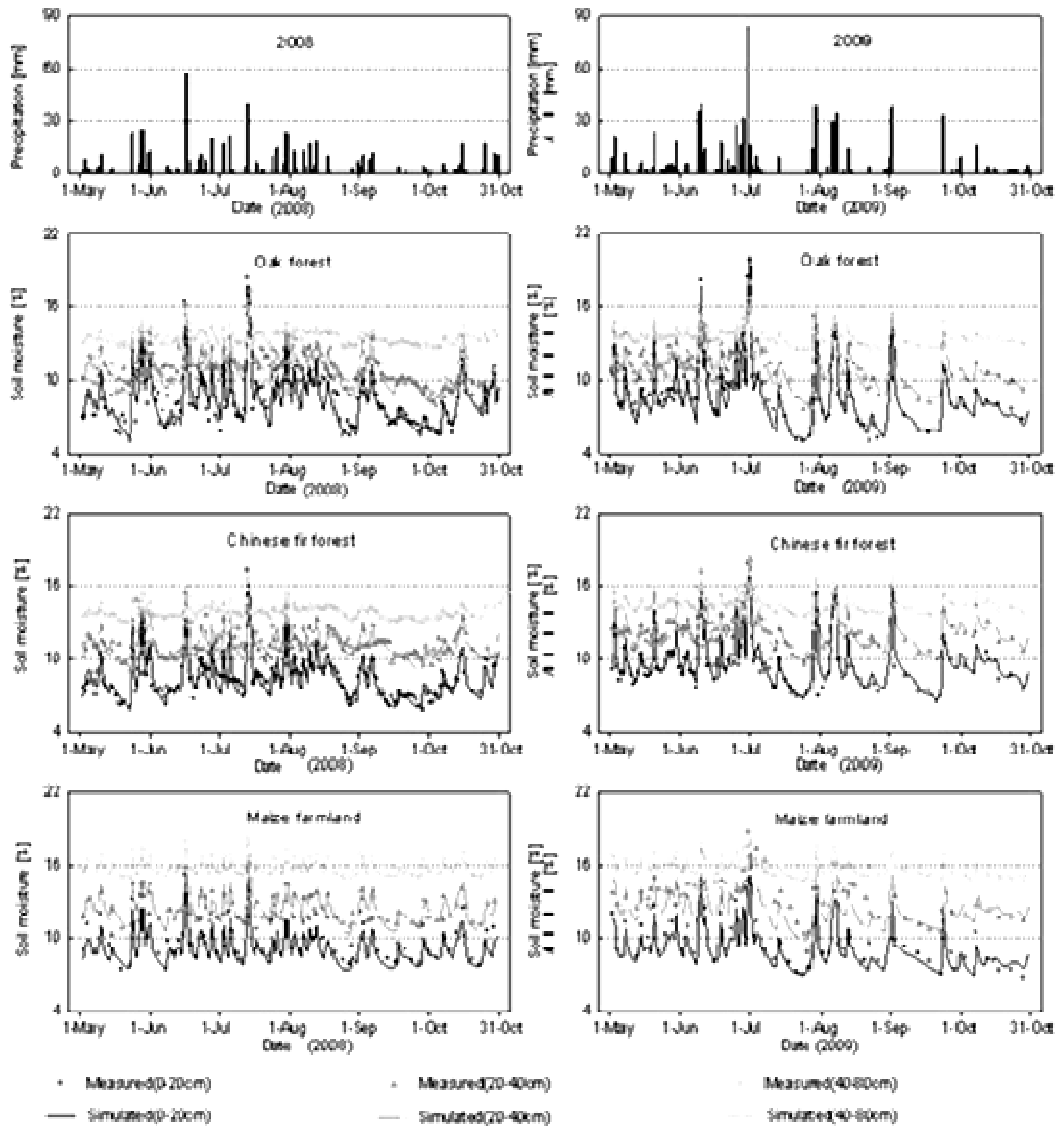 90
60
30
0
Precipitation [mm]
2008
1-May 1-Jun 1-Jul 1-Aug 1-Sep 1-Oct 31-Oct
Date (2008)
90
60
30
0
Precipitation [mm]
[mm]
2009
1-May 1-Jun 1-Jul 1-Aug 1-Sep 1-Oct 31-Oct
Date (2009)
22
16
10
4
Soil moisture [%]
Oak forest
1-May 1-Jun 1-Jul 1-Aug 1-Sep 1-Oct 31-Oct
Date (2008)
22
16
10
4
Soil moisture [%]
[%]
Oak forest
1-May 1-Jun 1-Jul 1-Aug 1-Sep 1-Oct 31-Oct
Date (2009)
22
16
10
4
Soil moisture [%]
Chinese fir forest
1-May 1-Jun 1-Jul 1-Aug 1-Sep 1-Oct 31-Oct
Date (2008)
22
16
10
4
Soil moisture [%]
[%]
Chinese fir forest
1-May 1-Jun 1-Jul 1-Aug 1-Sep 1-Oct 31-Oct
Date (2009)
22
16
10
4
Soil moisture [%]
Maize farmland
1-May 1-Jun 1-Jul 1-Aug 1-Sep 1-Oct 31-Oct
Date (2008)
22
16
10
4
Soil moisture [%]
[%]
Maize farmland
1-May 1-Jun 1-Jul 1-Aug 1-Sep 1-Oct 31-Oct
Date (2009)
Measured(0-20cm) Measured(20-40cm) Measured(40-80cm)
Simulated(0-20cm) Simulated(20-40cm) Simulated(40-80cm)